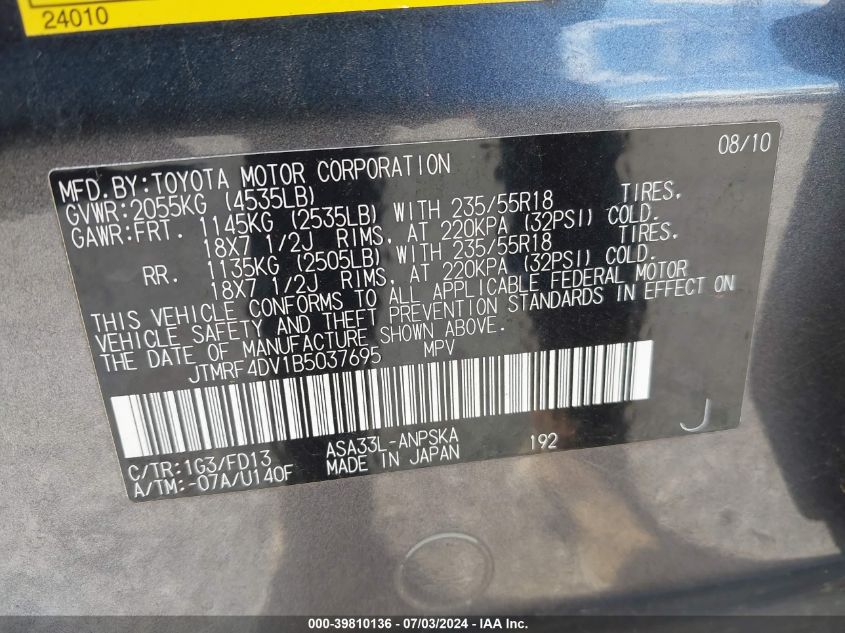 24010
08/10
MFD.BY:TOYOTA MOTOR CORPORATION
GVWR:2055KG (4535LB)
GAWR:FRT. 1145KG (2535LB) WITH 235/55R18 TIRES,
18X7 1/2J RIMS, AT 220KPA (32PSI) COLD.
RR. 1135KG (2505LB) WITH 235/55R18 TIRES,
18X7 1/2J RIMS, AT 220KPA (32PSI) COLD.
THIS VEHICLE CONFORMS TO ALL APPLICABLE FEDERAL MOTOR
VEHICLE SAFETY AND THEFT PREVENTION STANDARDS IN EFFECT ON
THE DATE OF MANUFACTURE SHOWN ABOVE.
JTMRF4DV1B5037695 MPV
C/TR:1G3/FD13 ASA33L-ANPSKA 192 J
A/TM:-07A/U140F MADE IN JAPAN
000-39810136 - 07/03/2024 - IAA Inc.